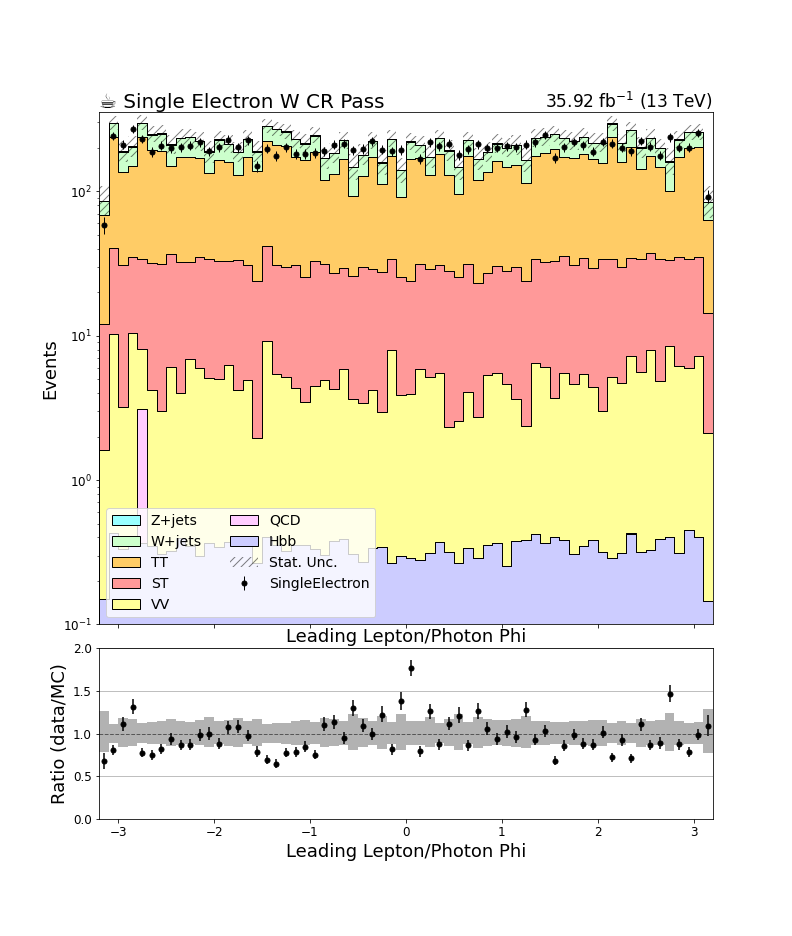 ☕ Single Electron W CR Pass
35.92 fb⁻¹ (13 TeV)
Events
10²
10¹
10⁰
10⁻¹
Z+jets
W+jets
TT
ST
VV
QCD
Hbb
Stat. Unc.
SingleElectron
Leading Lepton/Photon Phi
Ratio (data/MC)
2.0
1.5
1.0
0.5
0.0
−3 −2 −1 0 1 2 3
Leading Lepton/Photon Phi